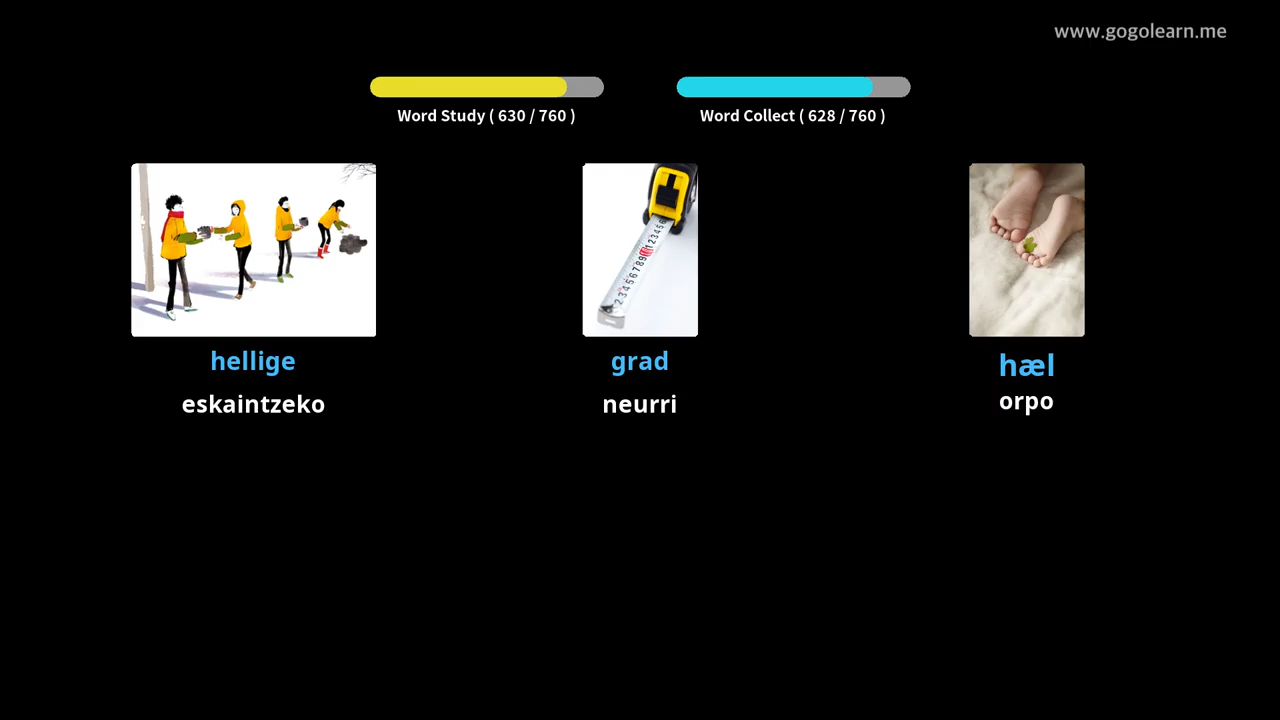 www.gogolearn.me
Word Study ( 630 / 760 )
Word Collect ( 628 / 760 )
hellige
grad
hæl
eskaintzeko
neurri
orpo